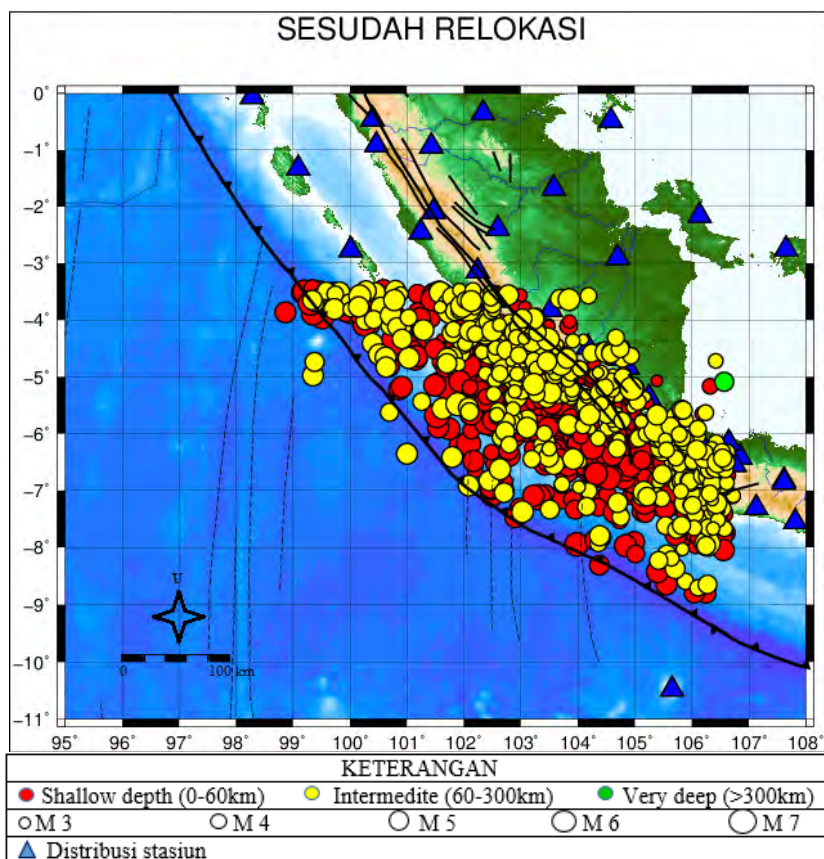 SESUDAH RELOKASI
0°
−1°
−2°
−3°
−4°
−5°
−6°
−7°
−8°
−9°
−10°
−11°
U
0 100 km
95° 96° 97° 98° 99° 100° 101° 102° 103° 104° 105° 106° 107° 108°
KETERANGAN
Shallow depth (0-60km) Intermedite (60-300km) Very deep (>300km)
M 3 M 4 M 5 M 6 M 7
Distribusi stasiun